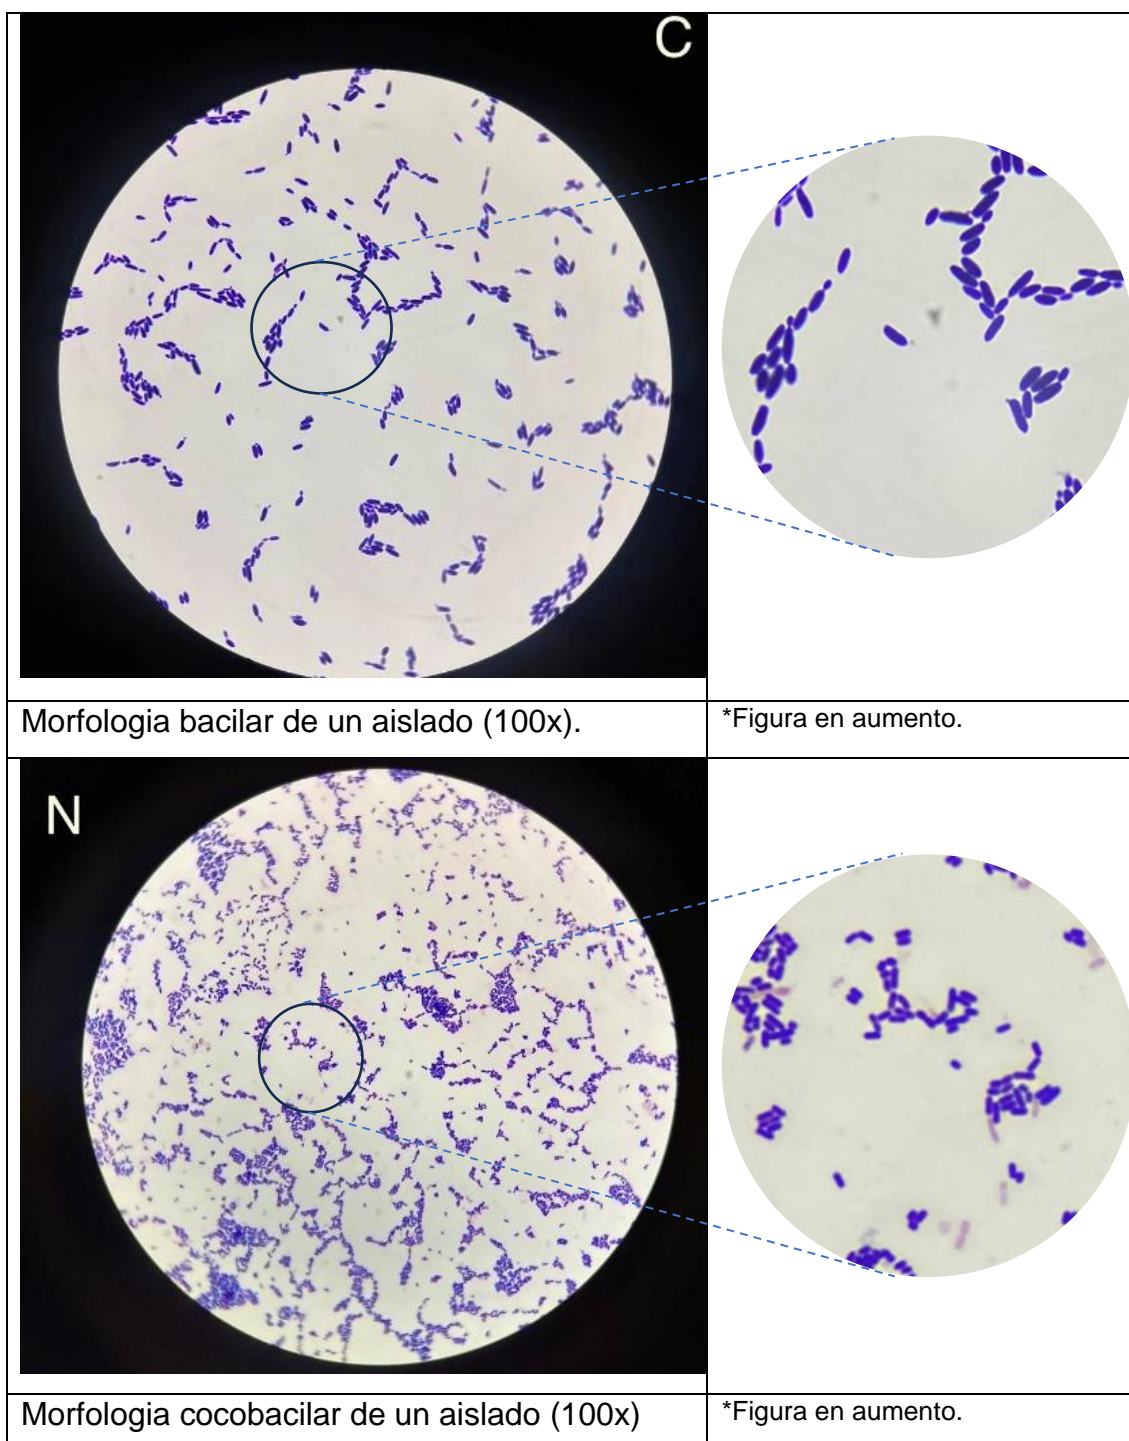 C
Morfologia bacilar de un aislado (100x).
*Figura en aumento.
N
Morfologia cocobacilar de un aislado (100x)
*Figura en aumento.